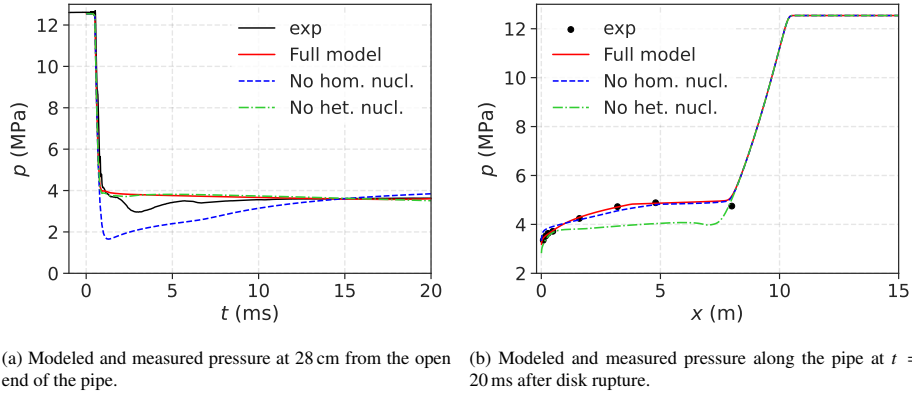 12
10
8
6
4
2
0
p (MPa)
0 5 10 15 20
t (ms)
exp
Full model
No hom. nucl.
No het. nucl.
12
10
8
6
4
2
p (MPa)
0 5 10 15
x (m)
exp
Full model
No hom. nucl.
No het. nucl.
(a) Modeled and measured pressure at 28 cm from the open
end of the pipe.
(b) Modeled and measured pressure along the pipe at t =
20 ms after disk rupture.